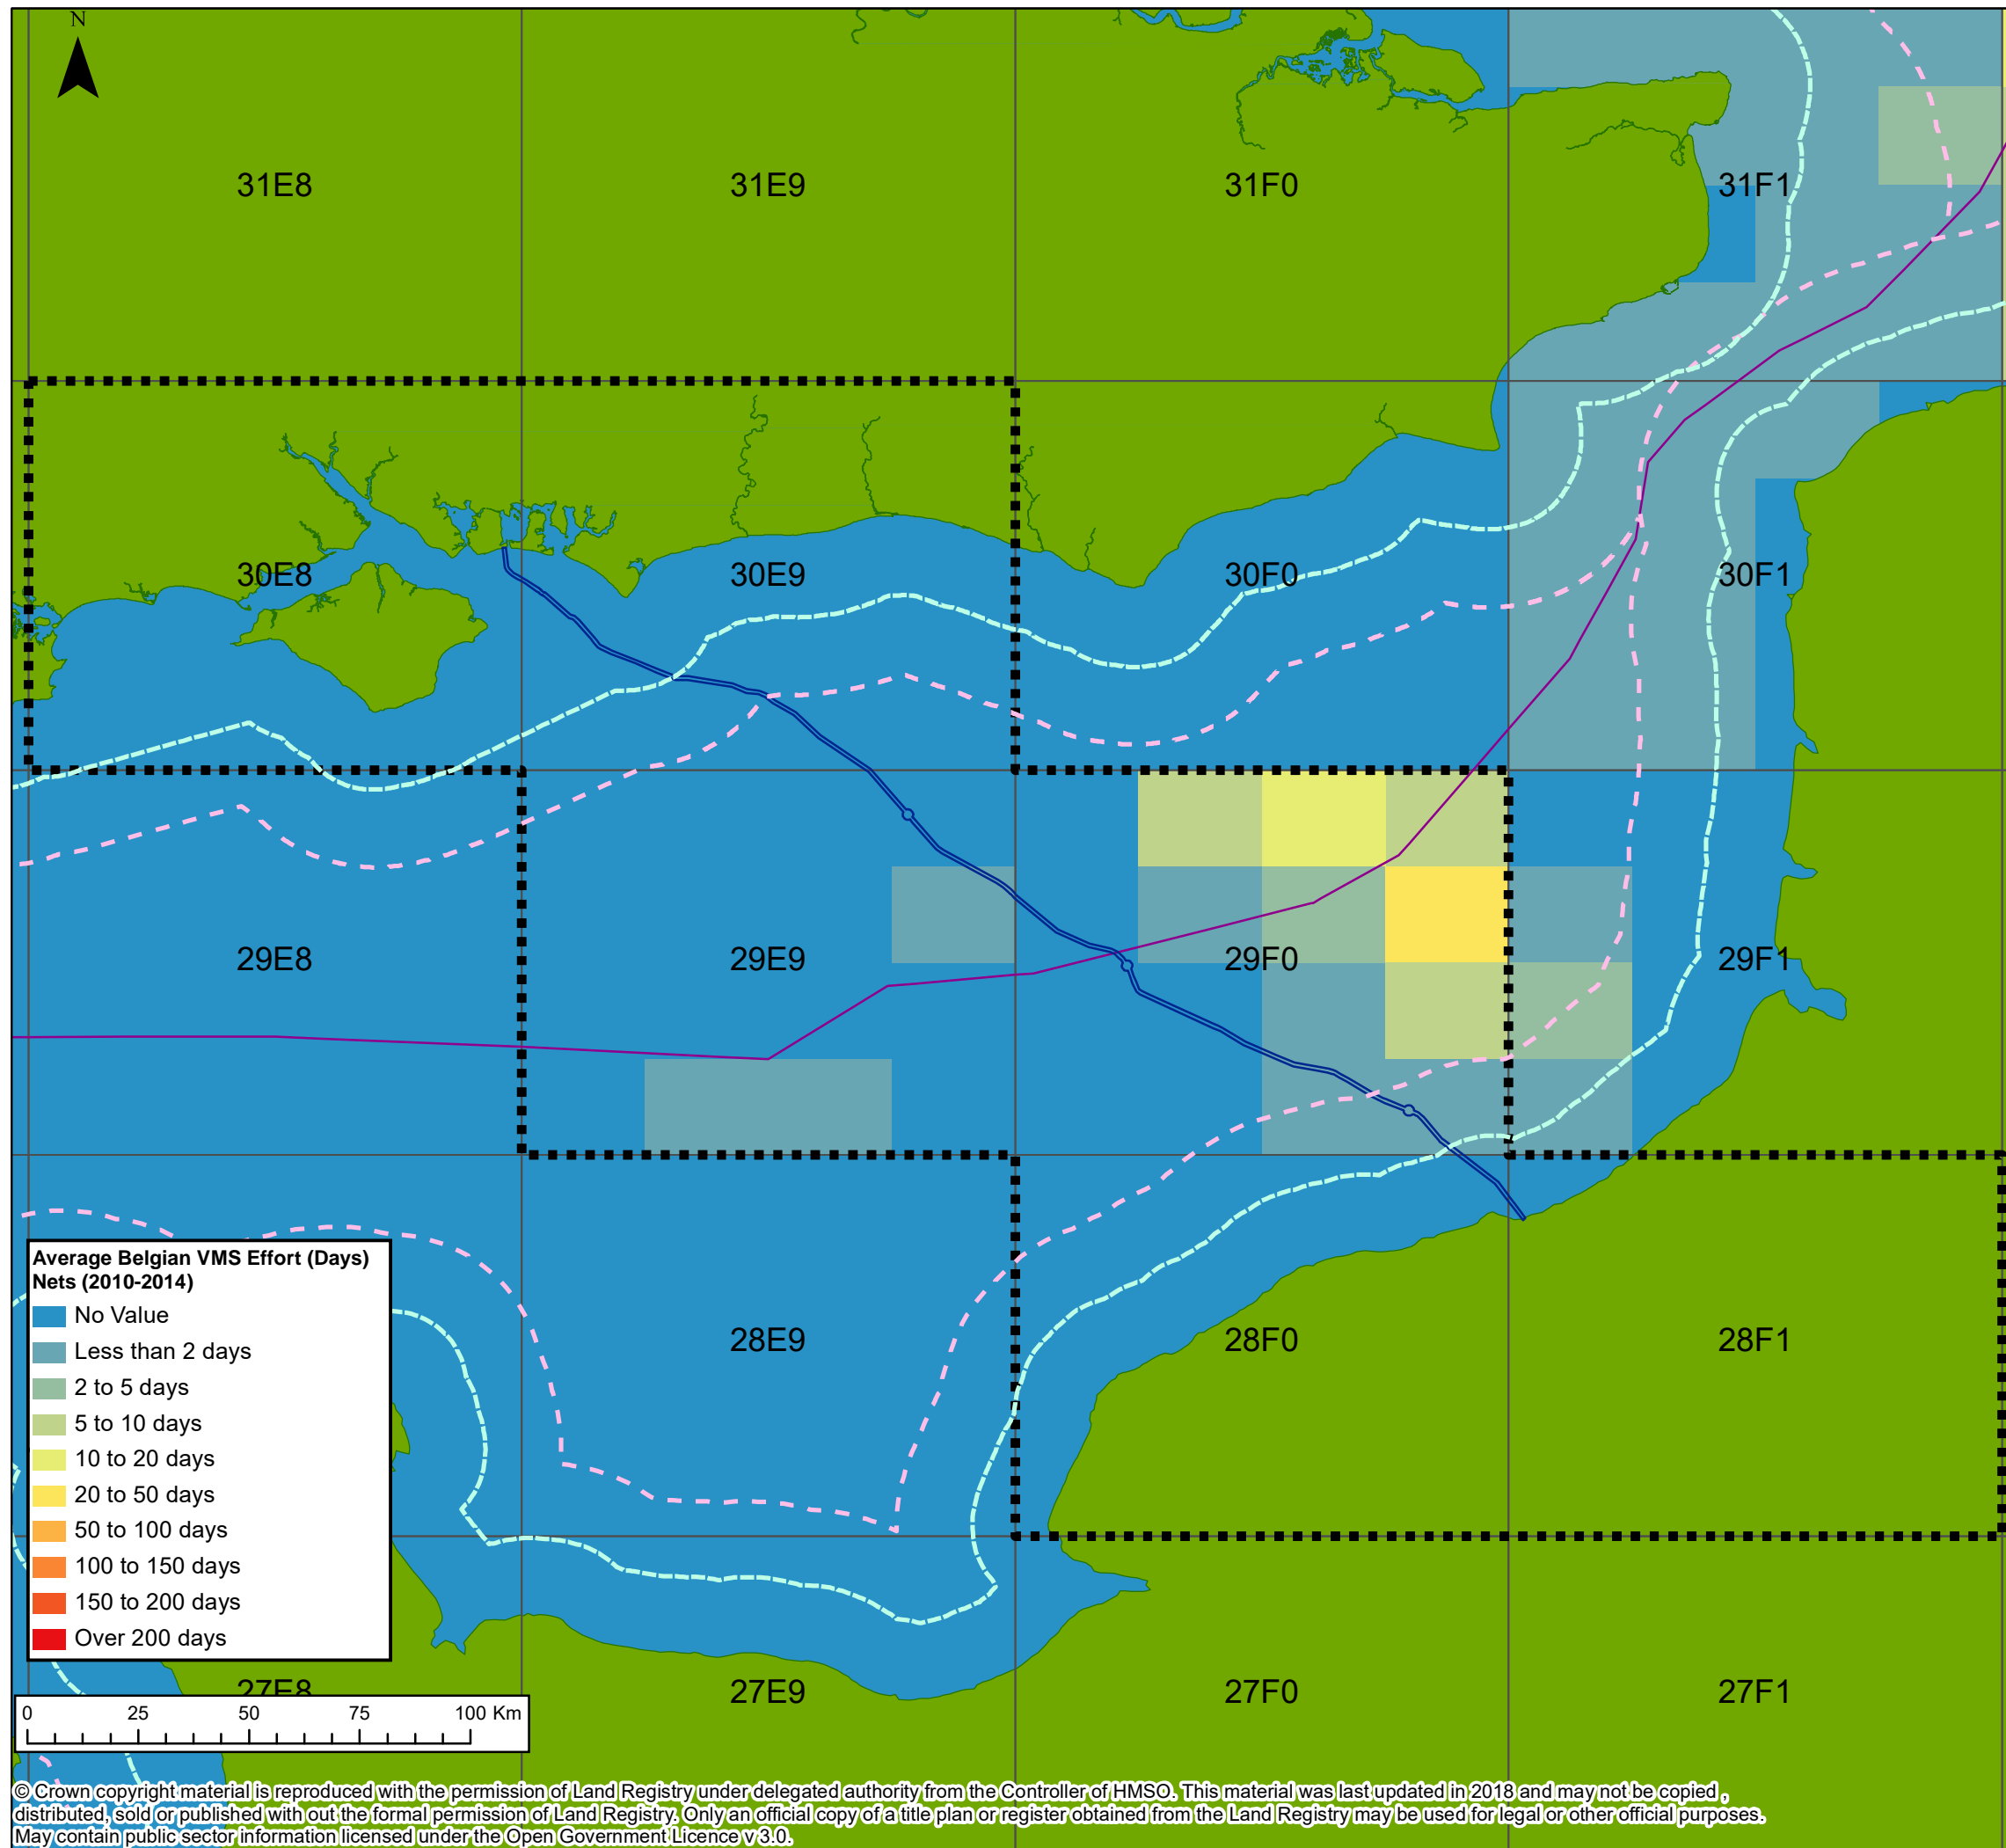 N
31E8
31E9
31F0
31F1
30E8
30E9
30F0
30F1
29E8
29E9
29F0
29F1
28E9
28F0
28F1
Average Belgian VMS Effort (Days)
Nets (2010-2014)
No Value
Less than 2 days
2 to 5 days
5 to 10 days
10 to 20 days
20 to 50 days
50 to 100 days
100 to 150 days
150 to 200 days
Over 200 days
27E8
27E9
27F0
27F1
0 25 50 75 100 Km
© Crown copyright material is reproduced with the permission of Land Registry under delegated authority from the Controller of HMSO. This material was last updated in 2018 and may not be copied ,
distributed, sold or published with out the formal permission of Land Registry. Only an official copy of a title plan or register obtained from the Land Registry may be used for legal or other official purposes.
May contain public sector information licensed under the Open Government Licence v 3.0.